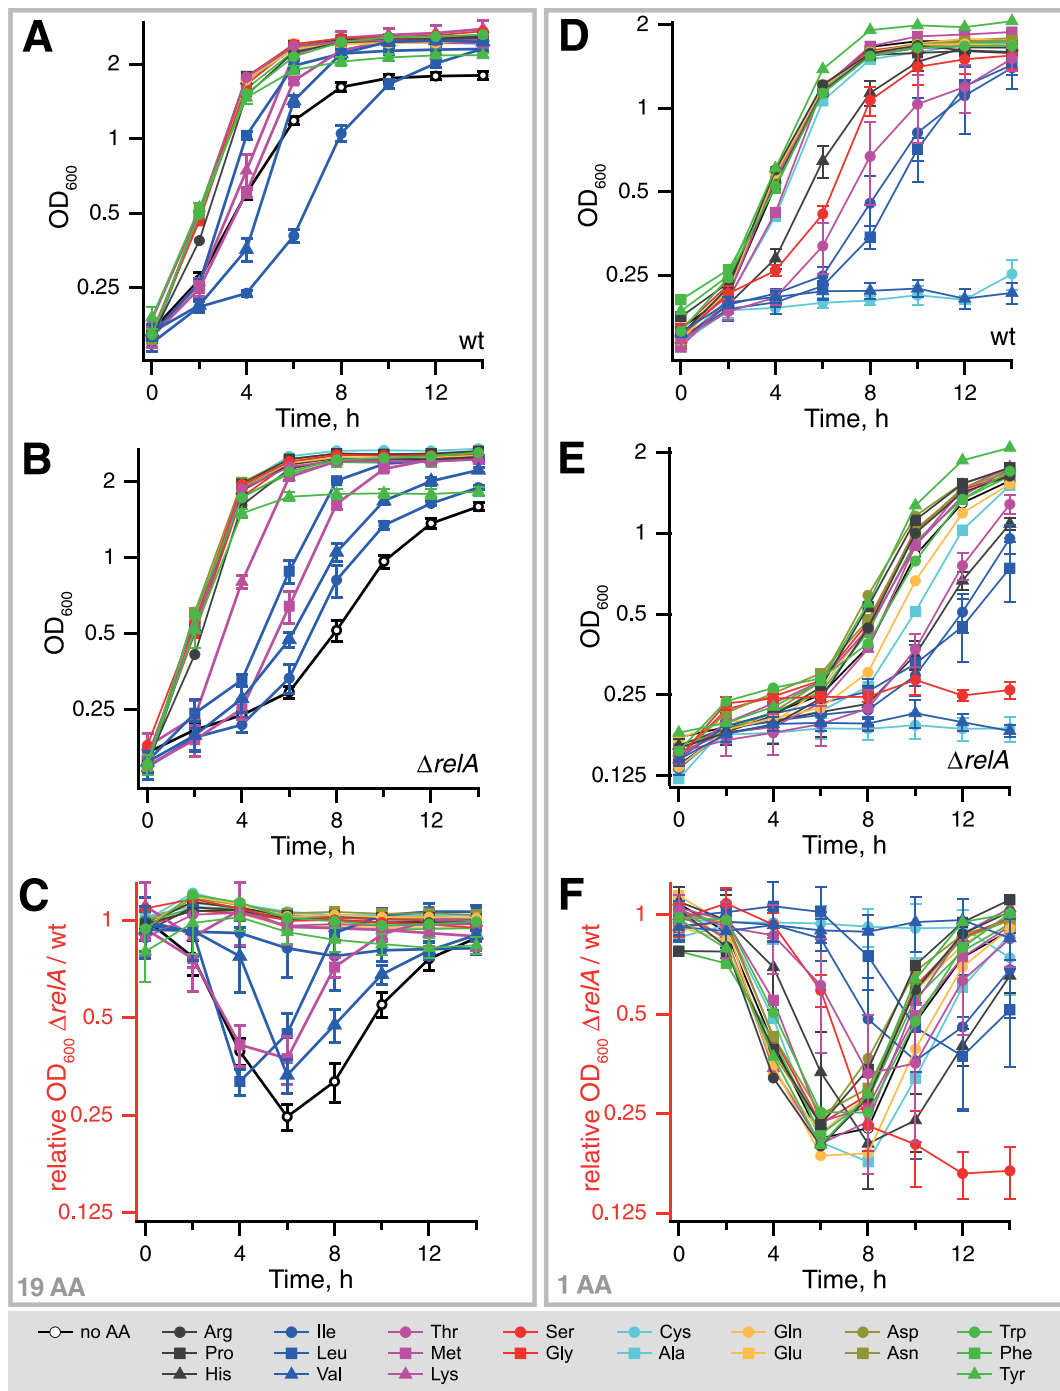 A
2
1
0.5
0.25
OD600
wt
0 4 8 12
Time, h
B
2
1
0.5
0.25
OD600
ΔrelA
0 4 8 12
Time, h
C
1
0.5
0.25
0.125
relative OD600 ΔrelA / wt
0 4 8 12
Time, h
19 AA
D
2
1
0.5
0.25
OD600
wt
0 4 8 12
Time, h
E
2
1
0.5
0.25
0.125
OD600
ΔrelA
0 4 8 12
Time, h
F
1
0.5
0.25
0.125
relative OD600 ΔrelA / wt
0 4 8 12
Time, h
1 AA
no AA Arg Ile Thr Ser Cys Gln Asp Trp
Pro Leu Met Gly Ala Glu Asn Phe
His Val Lys Tyr